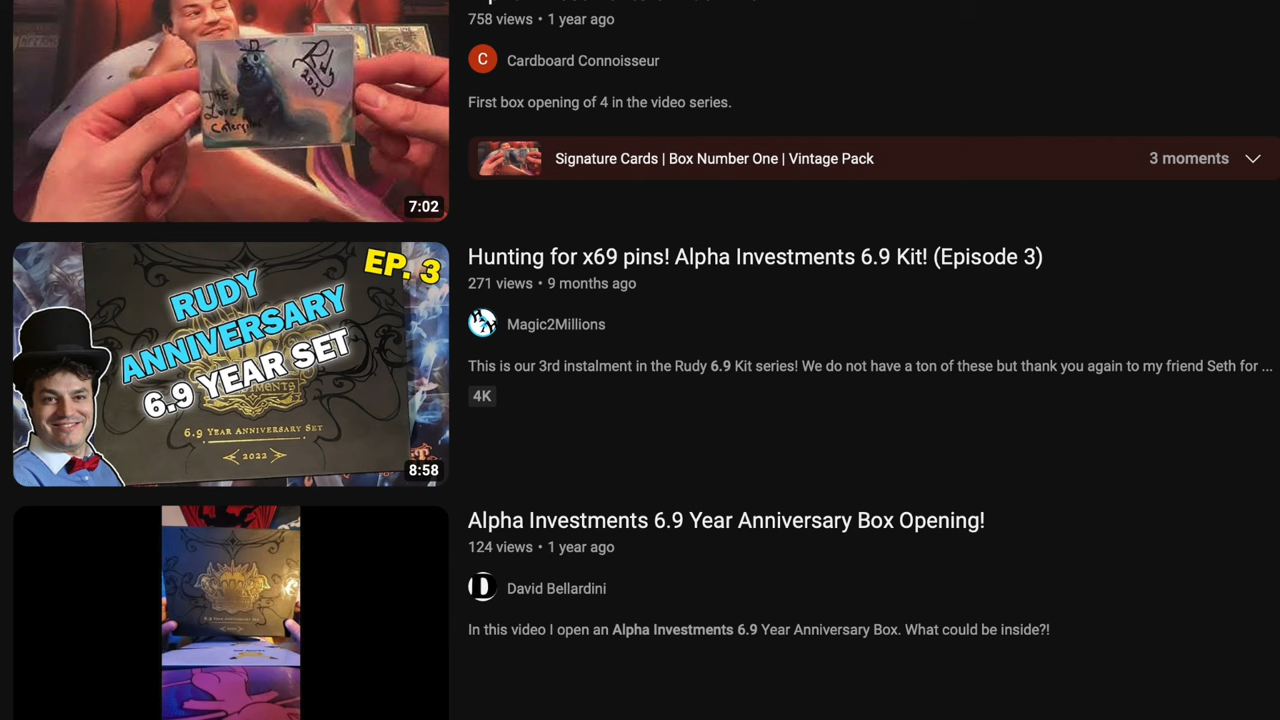 758 views • 1 year ago
C Cardboard Connoisseur
First box opening of 4 in the video series.
Signature Cards | Box Number One | Vintage Pack
3 moments
THE
Love
2021
7:02
Hunting for x69 pins! Alpha Investments 6.9 Kit! (Episode 3)
271 views • 9 months ago
Magic2Millions
This is our 3rd instalment in the Rudy 6.9 Kit series! We do not have a ton of these but thank you again to my friend Seth for ...
4K
EP. 3
RUDY
ANNIVERSARY
6.9 YEAR SET
6.9 YEAR ANNIVERSARY SET
2022
8:58
Alpha Investments 6.9 Year Anniversary Box Opening!
124 views • 1 year ago
David Bellardini
In this video I open an Alpha Investments 6.9 Year Anniversary Box. What could be inside?!